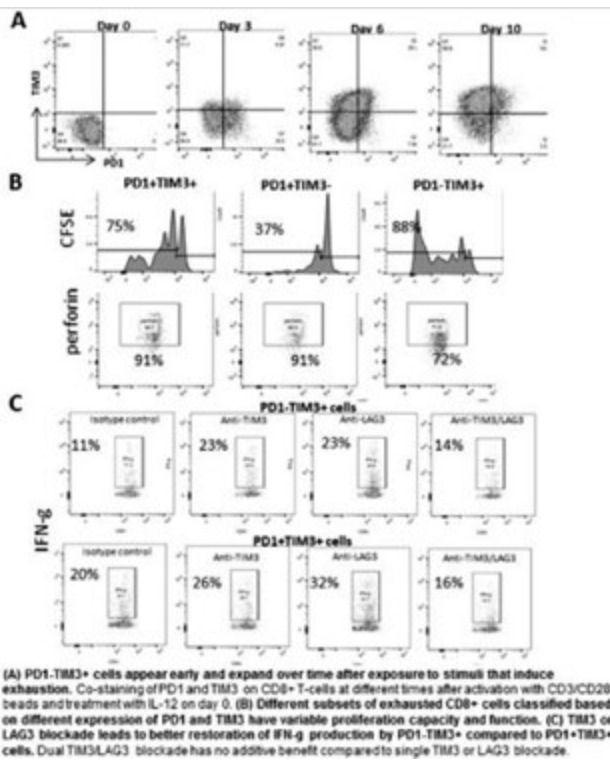 A
Day 0 Day 3 Day 6 Day 10
TIM3
PD1
B
PD1+TIM3+ PD1+TIM3- PD1-TIM3+
CFSE
75% 37% 88%
perforin
91% 91% 72%
C
PD1-TIM3+ cells
Isotype control Anti-TIM3 Anti-LAG3 Anti-TIM3/LAG3
11% 23% 23% 14%
IFN-g
PD1+TIM3+ cells
Isotype control Anti-TIM3 Anti-LAG3 Anti-TIM3/LAG3
20% 26% 32% 16%
(A) PD1-TIM3+ cells appear early and expand over time after exposure to stimuli that induce
exhaustion. Co-staining of PD1 and TIM3 on CD8+ T-cells at different times after activation with CD3/CD28
beads and treatment with IL-12 on day 0. (B) Different subsets of exhausted CD8+ cells classified based
on different expression of PD1 and TIM3 have variable proliferation capacity and function. (C) TIM3 or
LAG3 blockade leads to better restoration of IFN-g production by PD1-TIM3+ compared to PD1+TIM3+
cells. Dual TIM3/LAG3 blockade has no additive benefit compared to single TIM3 or LAG3 blockade.